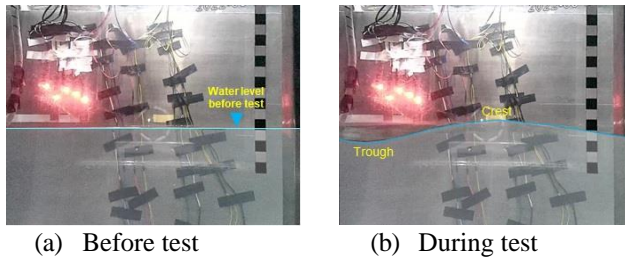 Water level
before test
Crest
Trough
(a) Before test
(b) During test